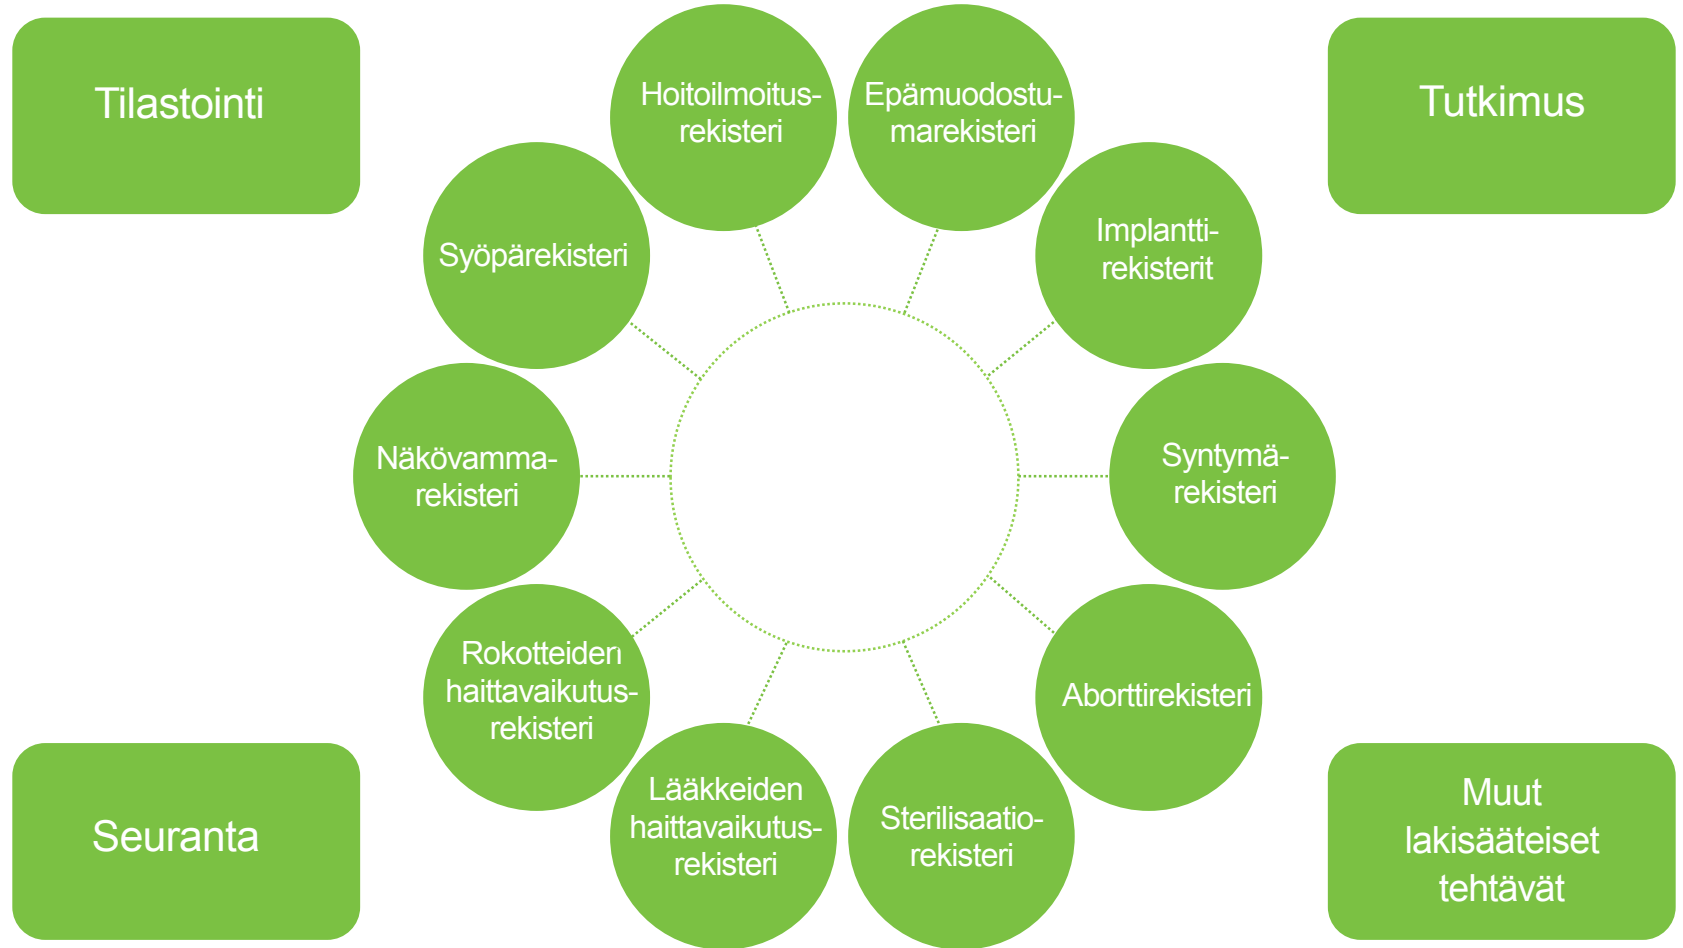 Tilastointi
Hoitoilmoitus-
rekisteri
Epämuodostu-
marekisteri
Tutkimus
Syöpärekisteri
Implantti-
rekisterit
Näkövamma-
rekisteri
Syntymä-
rekisteri
Rokotteiden
haittavaikutus-
rekisteri
Aborttirekisteri
Seuranta
Lääkkeiden
haittavaikutus-
rekisteri
Sterilisaatio-
rekisteri
Muut
lakisääteiset
tehtävät